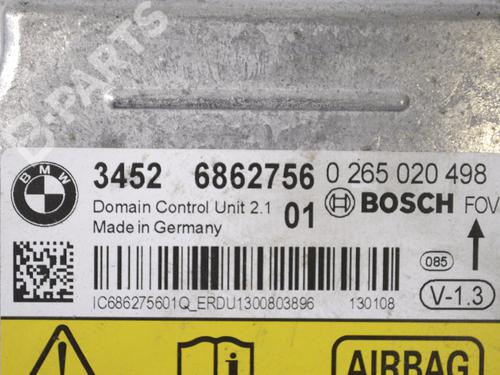 B-PARTS
BMW
3452 6862756 0 265 020 498
Domain Control Unit 2.1 01 BOSCH FOV
Made in Germany
085
IC686275601Q_ERDU1300803896 130108
V-1.3
AIRBAG